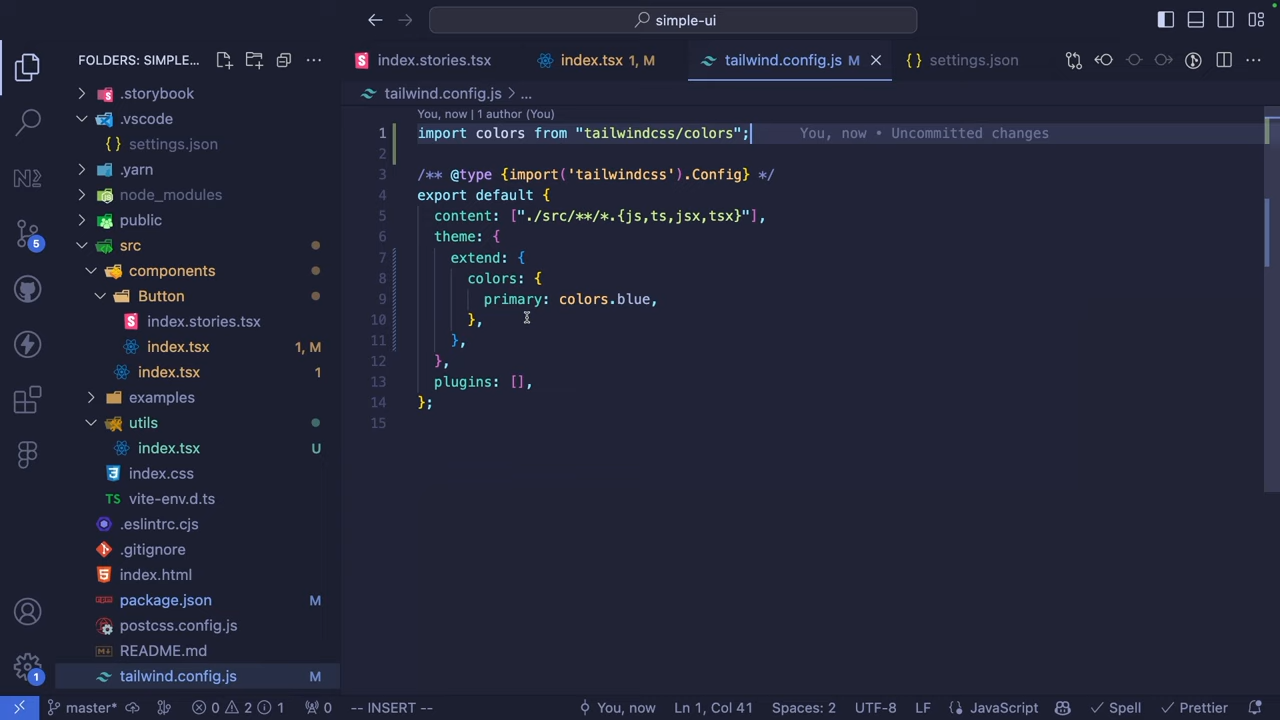 simple-ui
FOLDERS: SIMPLE...
index.stories.tsx
index.tsx 1, M
tailwind.config.js M
settings.json
.storybook
.vscode
settings.json
.yarn
node_modules
public
src
components
Button
index.stories.tsx
index.tsx 1, M
index.tsx 1
examples
utils
index.tsx U
index.css
TS vite-env.d.ts
.eslintrc.cjs
.gitignore
index.html
package.json M
postcss.config.js
README.md
tailwind.config.js M
5
1
tailwind.config.js > ...
You, now | 1 author (You)
1 import colors from "tailwindcss/colors"; You, now • Uncommitted changes
2
3 /** @type {import('tailwindcss').Config} */
4 export default {
5 content: ["./src/**/*.{js,ts,jsx,tsx}"],
6 theme: {
7 extend: {
8 colors: {
9 primary: colors.blue,
10 },
11 },
12 },
13 plugins: [],
14 };
15
master* 0 2 1 0 -- INSERT -- You, now Ln 1, Col 41 Spaces: 2 UTF-8 LF JavaScript Spell Prettier